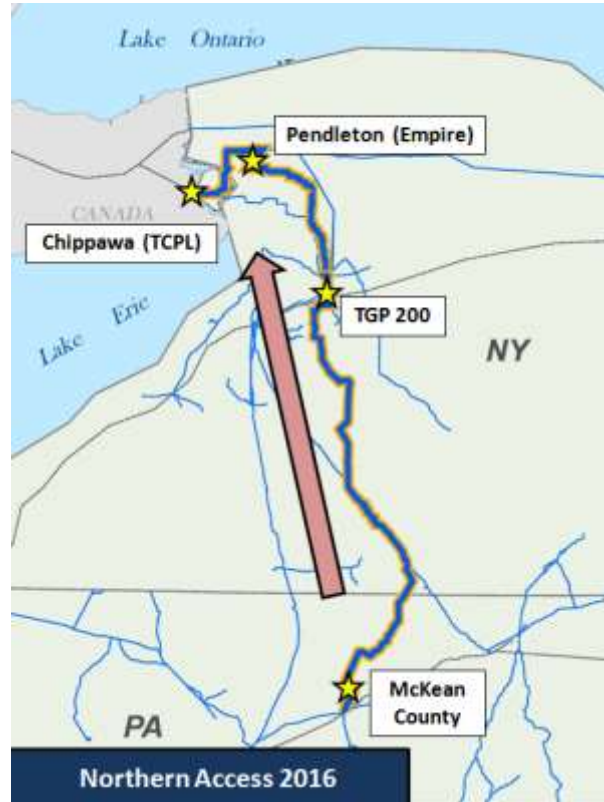 Lake Ontario
Pendleton (Empire)
CANADA
Chippawa (TCPL)
Lake Erie
TGP 200
NY
McKean
County
PA
Northern Access 2016